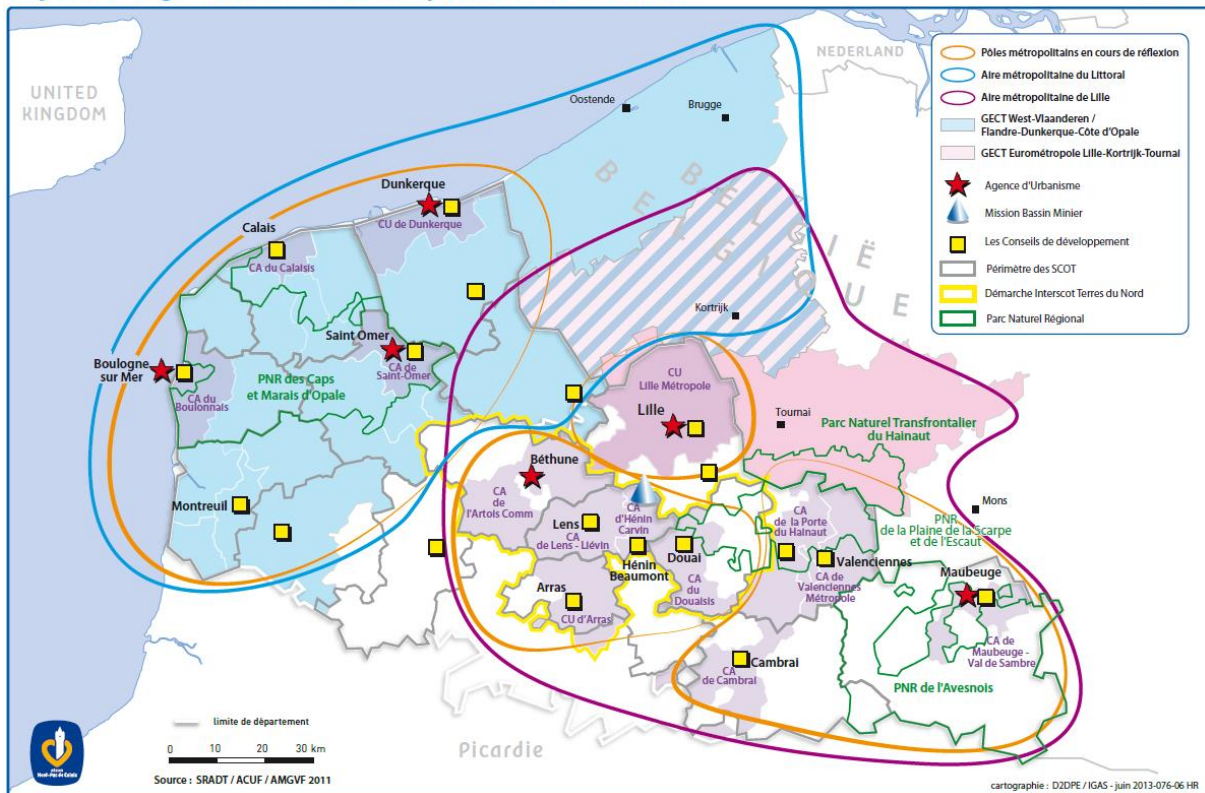 UNITED
KINGDOM
NEDERLAND
Pôles métropolitains en cours de réflexion
Aire métropolitaine du Littoral
Aire métropolitaine de Lille
GECT West-Vlaanderen /
Flandre-Dunkerque-Côte d'Opale
GECT Eurométropole Lille-Kortrijk-Tournai
Agence d'Urbanisme
Mission Bassin Minier
Les Conseils de développement
Périmètre des SCOT
Démarche Interscot Terres du Nord
Parc Naturel Régional
Oostende
Brugge
BELGIË
BELGIQUE
Dunkerque
CU de Dunkerque
Calais
CA du Calaisis
Kortrijk
Saint Omer
CA de
Saint-Omer
Boulogne
sur Mer
CA du
Boulonnais
PNR des Caps
et Marais d'Opale
CU
Lille Métropole
Lille
Tournai
Parc Naturel Transfrontalier
du Hainaut
Béthune
CA
de
l'Artois Comm
Montreuil
Lens
CA
de Lens - Liévin
CA
d'Hénin
Carvin
Hénin
Beaumont
Douai
CA
du
Douaisis
CA
de la Porte
du Hainaut
Mons
PNR
de la Plaine de la Scarpe
et de l'Escaut
Valenciennes
CA de
Valenciennes
Métropole
Maubeuge
CA de
Maubeuge -
Val de Sambre
Arras
CU d'Arras
Cambrai
CA
de Cambrai
PNR de l'Avesnois
Picardie
limite de département
0 10 20 30 km
Source : SRADT / ACUF / AMGVF 2011
Nord-Pas de Calais
cartographie : D2DPE / IGAS - juin 2013-076-06 HR